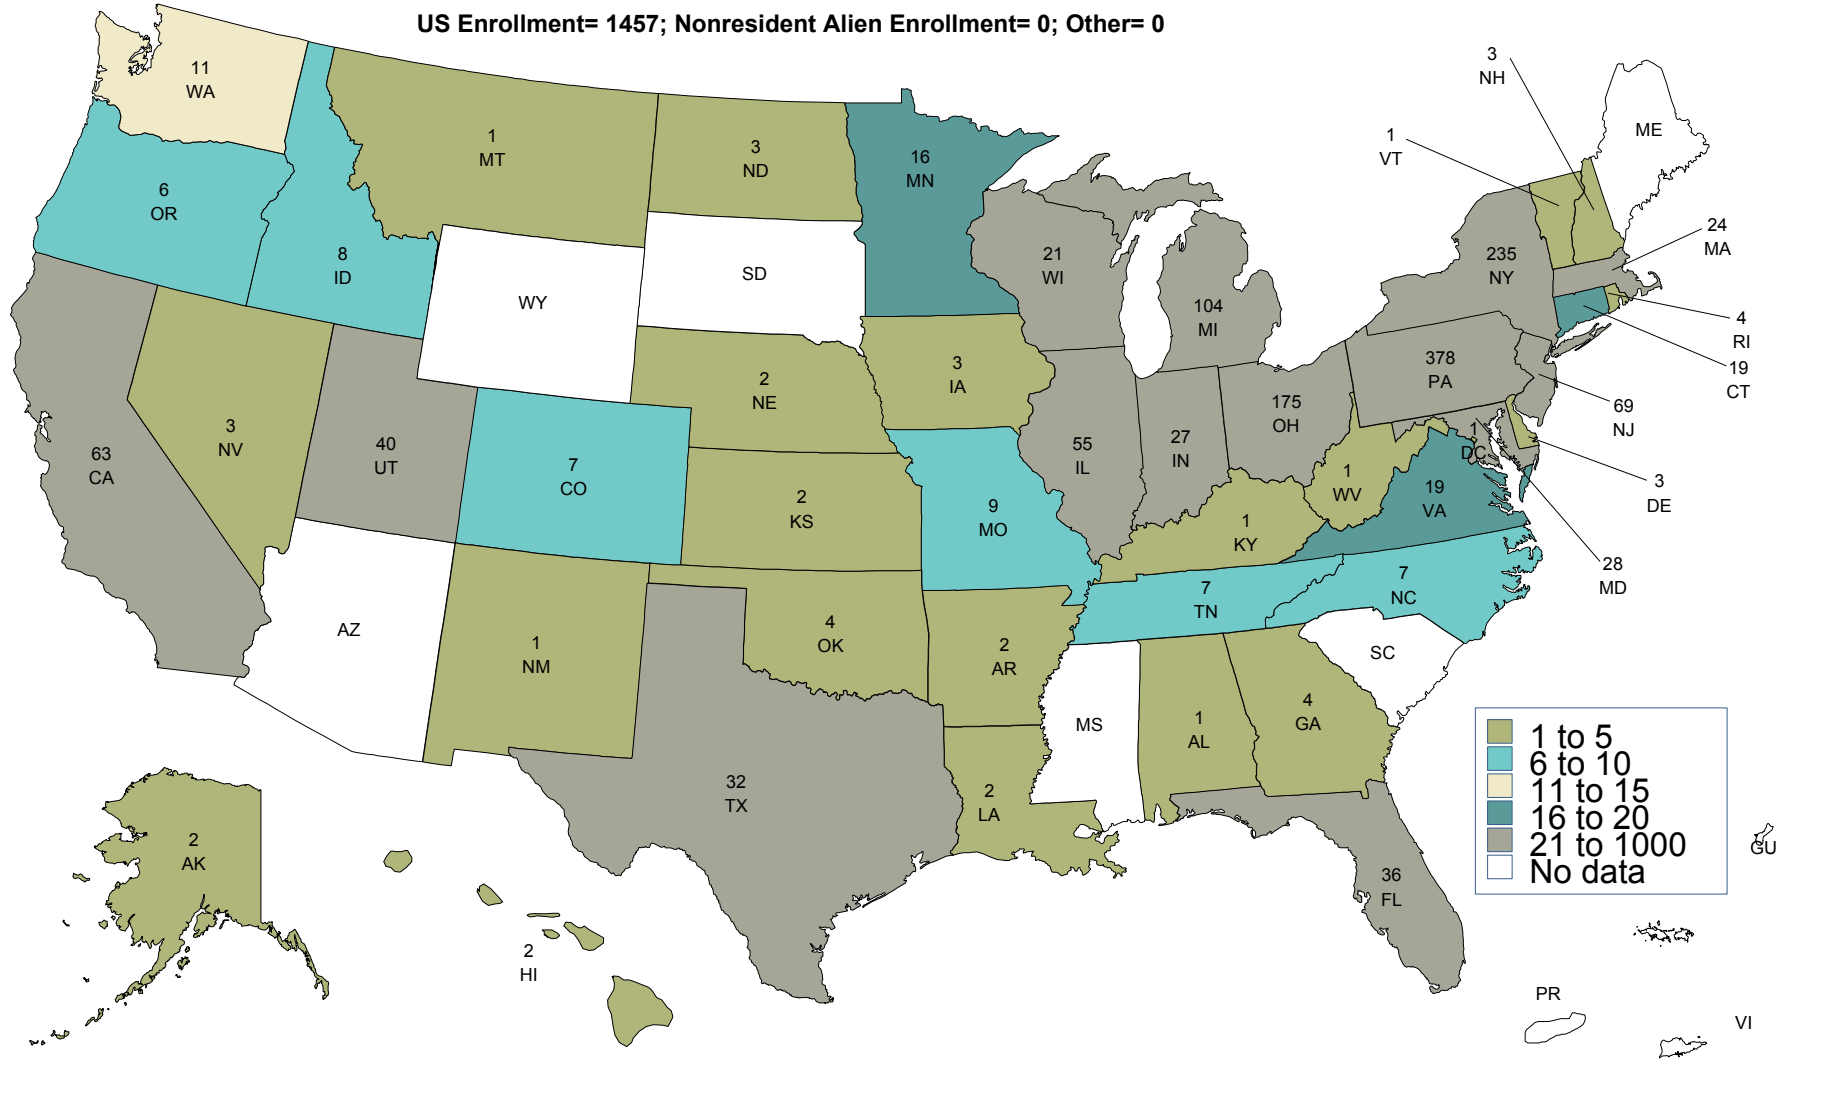 US Enrollment= 1457; Nonresident Alien Enrollment= 0; Other= 0
11
WA
6
OR
8
ID
1
MT
3
ND
16
MN
3
NH
1
VT
ME
24
MA
235
NY
4
RI
19
CT
69
NJ
3
DE
28
MD
1
DC
378
PA
175
OH
104
MI
21
WI
SD
WY
2
NE
3
IA
55
IL
27
IN
1
WV
19
VA
1
KY
63
CA
3
NV
40
UT
7
CO
2
KS
9
MO
7
TN
7
NC
SC
AZ
1
NM
4
OK
2
AR
MS
1
AL
4
GA
32
TX
2
LA
36
FL
2
AK
2
HI
1 to 5
6 to 10
11 to 15
16 to 20
21 to 1000
No data
GU
PR
VI